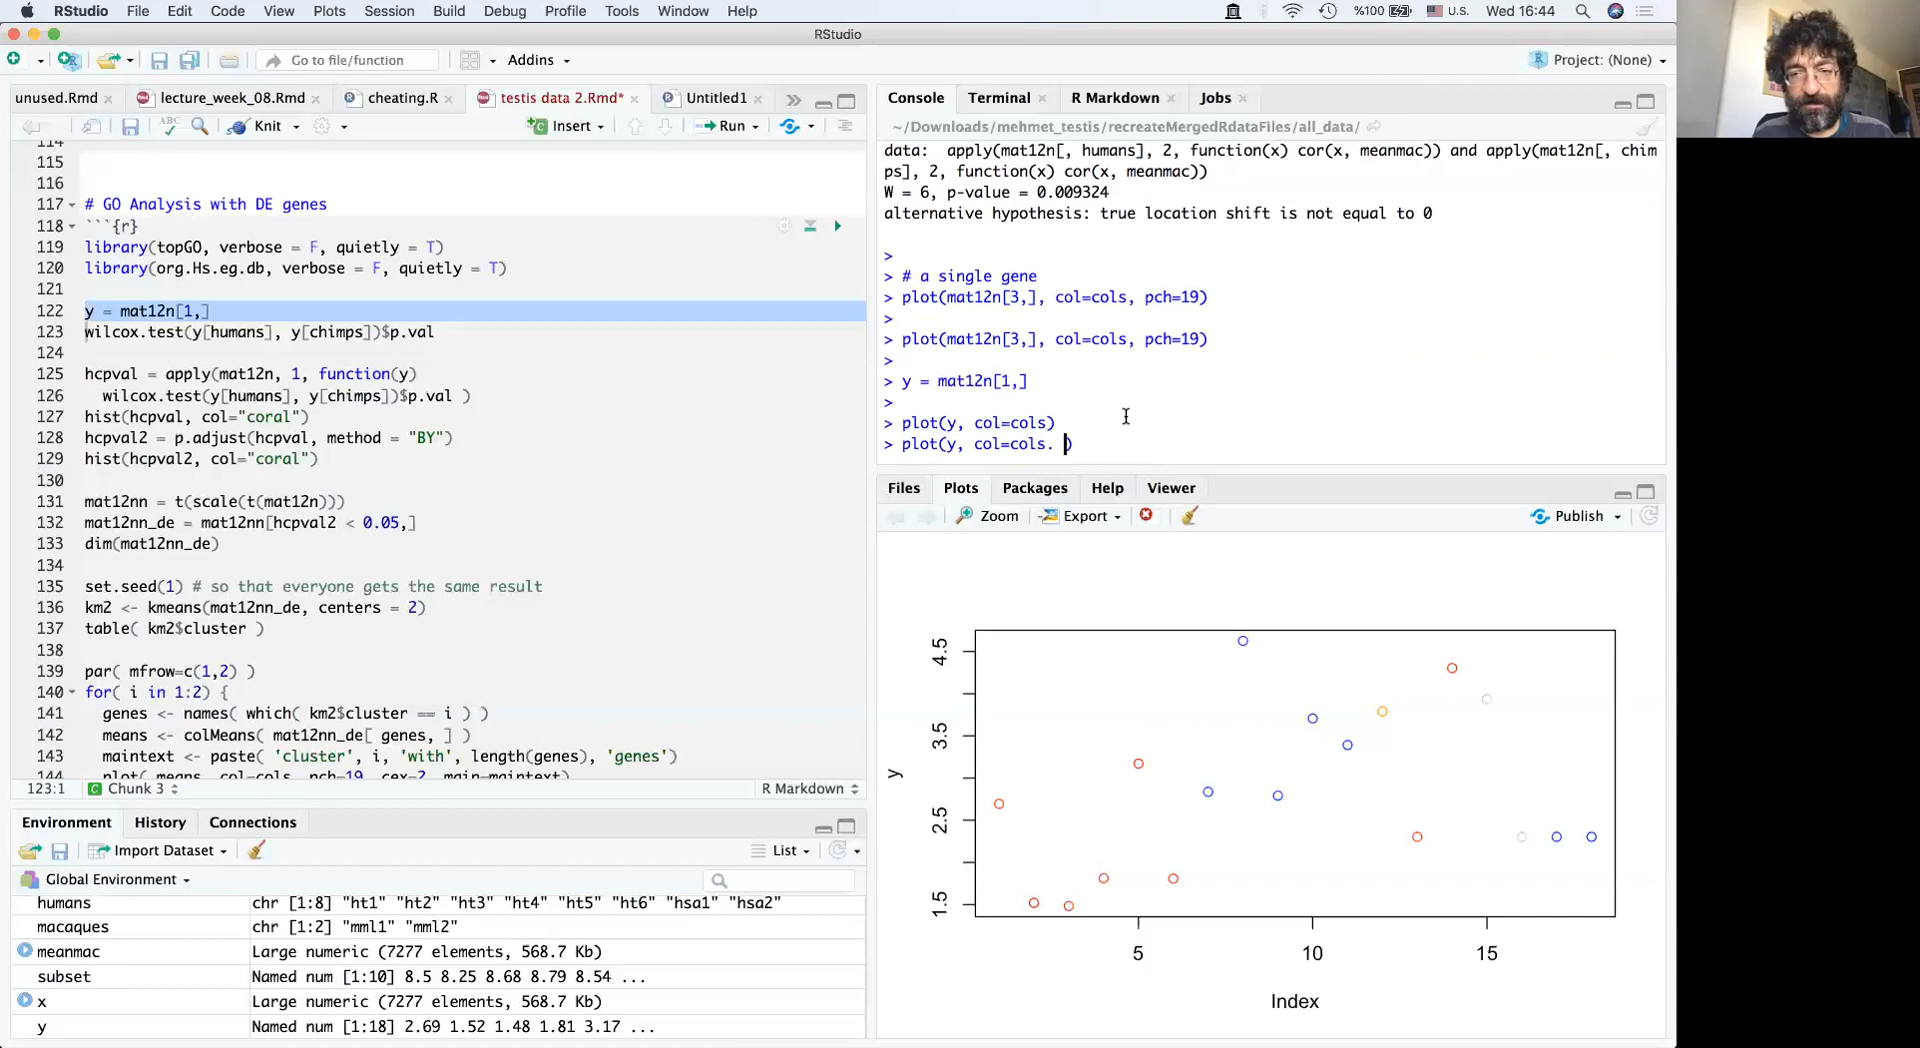 RStudio File Edit Code View Plots Session Build Debug Profile Tools Window Help
%100 U.S. Wed 16:44
RStudio
Go to file/function Addins Project: (None)
unused.Rmd lecture_week_08.Rmd cheating.R testis data 2.Rmd* Untitled1
Knit Insert Run
114
115
116
117 # GO Analysis with DE genes
118 ```{r}
119 library(topGO, verbose = F, quietly = T)
120 library(org.Hs.eg.db, verbose = F, quietly = T)
121
122 y = mat12n[1,]
123 wilcox.test(y[humans], y[chimps])$p.val
124
125 hcpval = apply(mat12n, 1, function(y)
126 wilcox.test(y[humans], y[chimps])$p.val )
127 hist(hcpval, col="coral")
128 hcpval2 = p.adjust(hcpval, method = "BY")
129 hist(hcpval2, col="coral")
130
131 mat12nn = t(scale(t(mat12n)))
132 mat12nn_de = mat12nn[hcpval2 < 0.05,]
133 dim(mat12nn_de)
134
135 set.seed(1) # so that everyone gets the same result
136 km2 <- kmeans(mat12nn_de, centers = 2)
137 table( km2$cluster )
138
139 par( mfrow=c(1,2) )
140 for( i in 1:2) {
141 genes <- names( which( km2$cluster == i ) )
142 means <- colMeans( mat12nn_de[ genes, ] )
143 maintext <- paste( 'cluster', i, 'with', length(genes), 'genes')
144 plot( means, col=cols, pch=19, cex=2, main=maintext)
123:1 Chunk 3 R Markdown
Environment History Connections
Import Dataset List
Global Environment
humans chr [1:8] "ht1" "ht2" "ht3" "ht4" "ht5" "ht6" "hsa1" "hsa2"
macaques chr [1:2] "mml1" "mml2"
meanmac Large numeric (7277 elements, 568.7 Kb)
subset Named num [1:10] 8.5 8.25 8.68 8.79 8.54 ...
x Large numeric (7277 elements, 568.7 Kb)
y Named num [1:18] 2.69 1.52 1.48 1.81 3.17 ...
Console Terminal R Markdown Jobs
~/Downloads/mehmet_testis/recreateMergedRdataFiles/all_data/
data: apply(mat12n[, humans], 2, function(x) cor(x, meanmac)) and apply(mat12n[, chim
ps], 2, function(x) cor(x, meanmac))
W = 6, p-value = 0.009324
alternative hypothesis: true location shift is not equal to 0
>
> # a single gene
> plot(mat12n[3,], col=cols, pch=19)
>
> plot(mat12n[3,], col=cols, pch=19)
>
> y = mat12n[1,]
>
> plot(y, col=cols)
> plot(y, col=cols. )
Files Plots Packages Help Viewer
Zoom Export Publish
4.5
3.5
2.5
1.5
y
5 10 15
Index